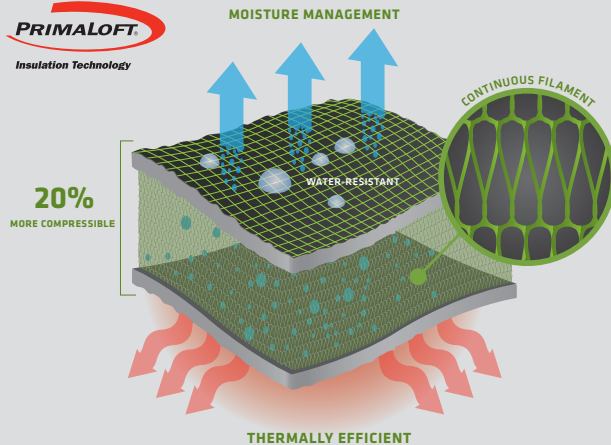 MOISTURE MANAGEMENT
PRIMALOFT®
Insulation Technology
CONTINUOUS FILAMENT
WATER-RESISTANT
20%
MORE COMPRESSIBLE
THERMALLY EFFICIENT